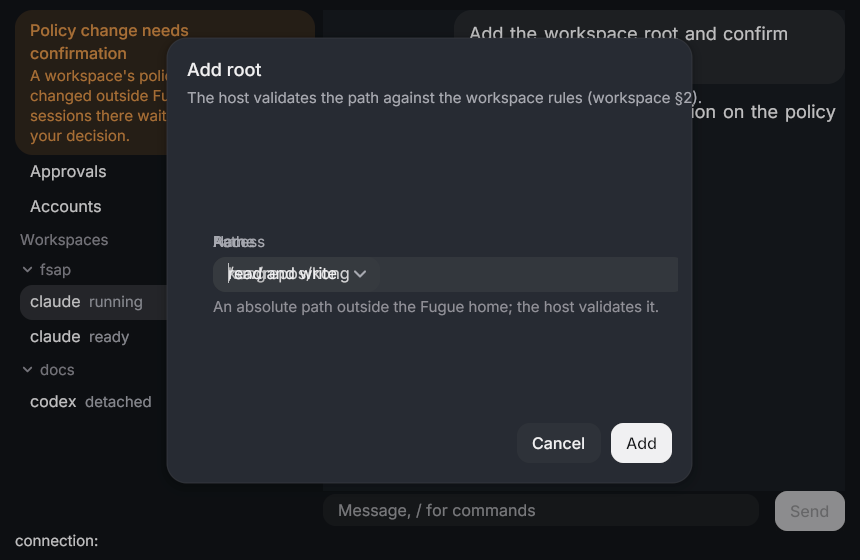 Policy change needs
confirmation
A workspace's
changed outside
sessions there wait
your decision.
Approvals
Accounts
Workspaces
fsap
claude running
claude ready
docs
codex detached
connection:
Add the workspace root and confirm
on the policy
Add root
The host validates the path against the workspace rules (workspace §2).
read and write
An absolute path outside the Fugue home; the host validates it.
Cancel
Add
Message, / for commands
Send